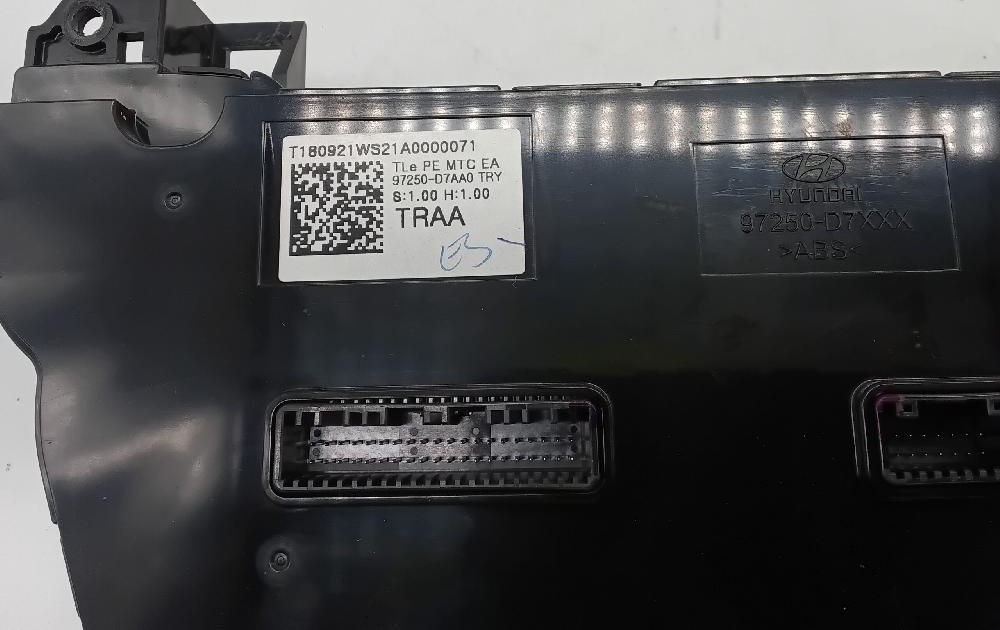 T180921WS21A0000071
TLe PE MTC EA
97250-D7AA0 TRY
S:1.00 H:1.00
TRAA
HYUNDAI
97250-D7XXX
>ABS<